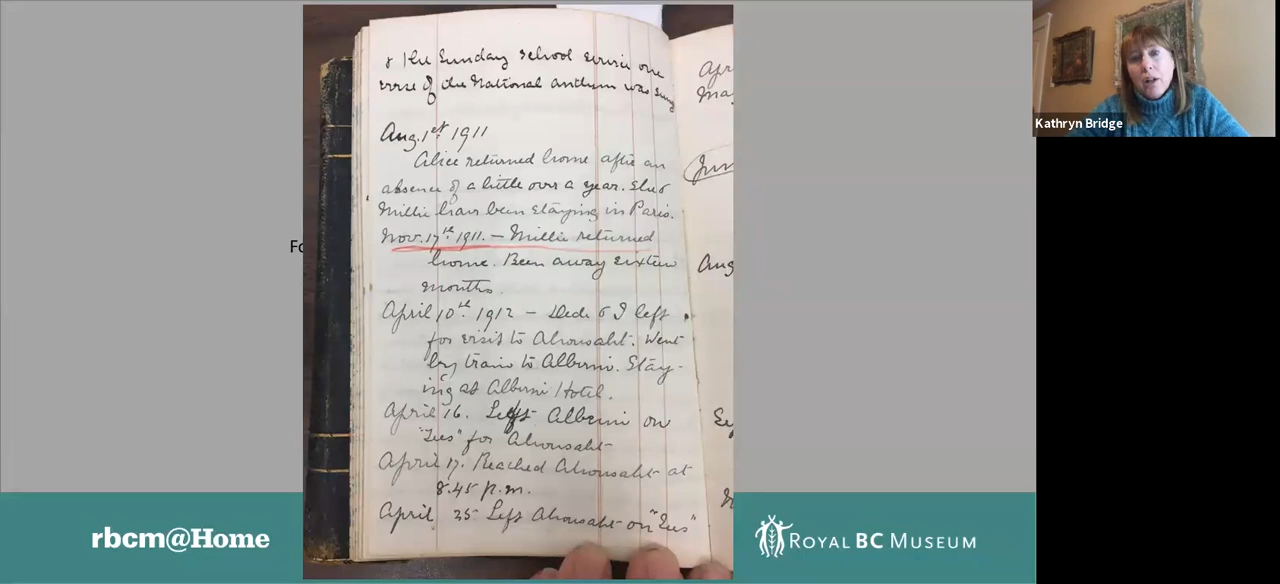 & the Sunday school service one
verse of the National anthem was sung
Aug. 1st 1911
Alice returned home after an
absence of a little over a year. She &
Millie have been staying in Paris.
Nov. 17th 1911. – Millie returned
home. Been away sixteen
months.
April 10th 1912 – Dede & I left
for visit to Ahousaht. Went
by train to Alberni. Stay-
ing at Alberni Hotel.
April 16. Left Alberni on
"Tees" for Ahousaht
April 17. Reached Ahousaht at
8.45 p.m.
April 25 Left Ahousaht on "Tees"
Apr
May
Aug
Fo
rbcm@Home
ROYAL BC MUSEUM
Kathryn Bridge